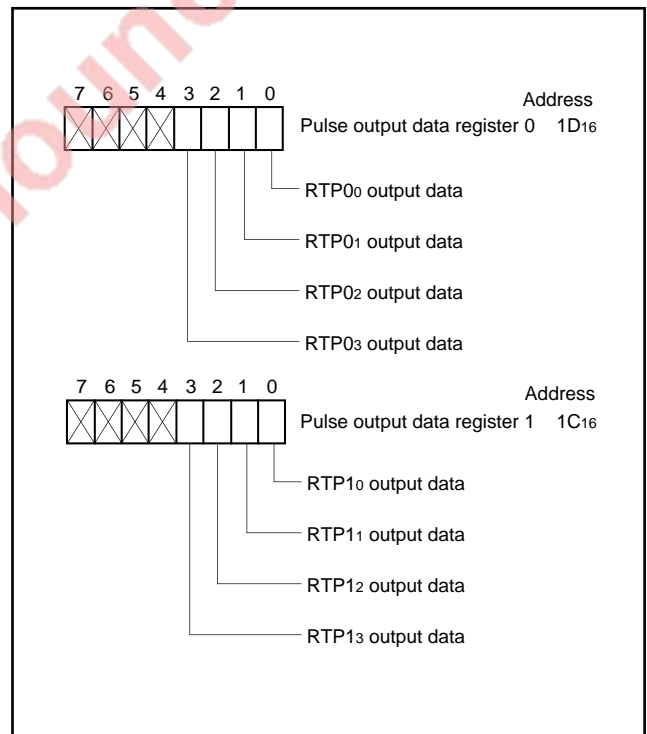 7 6 5 4 3 2 1 0
Address
Pulse output data register 0 1D16
RTP00 output data
RTP01 output data
RTP02 output data
RTP03 output data
7 6 5 4 3 2 1 0
Address
Pulse output data register 1 1C16
RTP10 output data
RTP11 output data
RTP12 output data
RTP13 output data